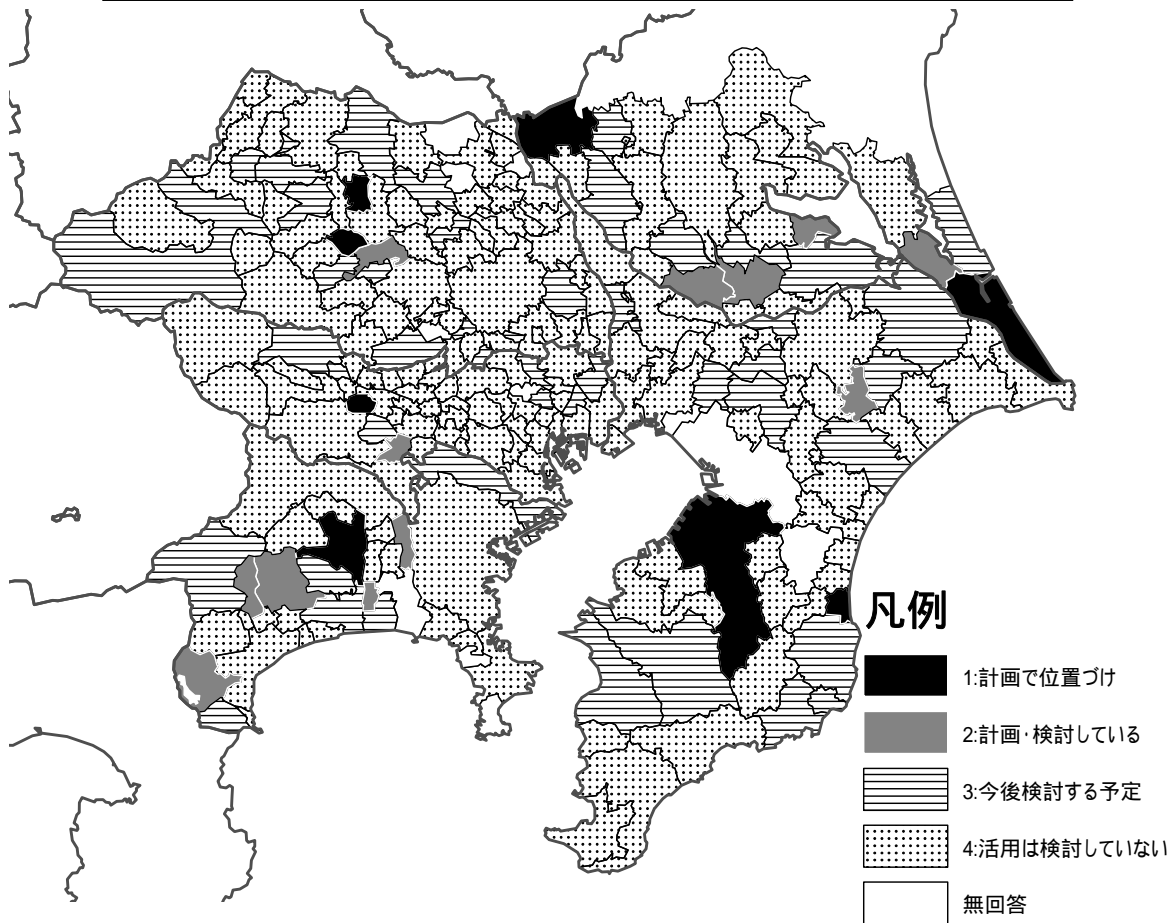 凡例
1:計画で位置づけ
2:計画・検討している
3:今後検討する予定
4:活用は検討していない
無回答